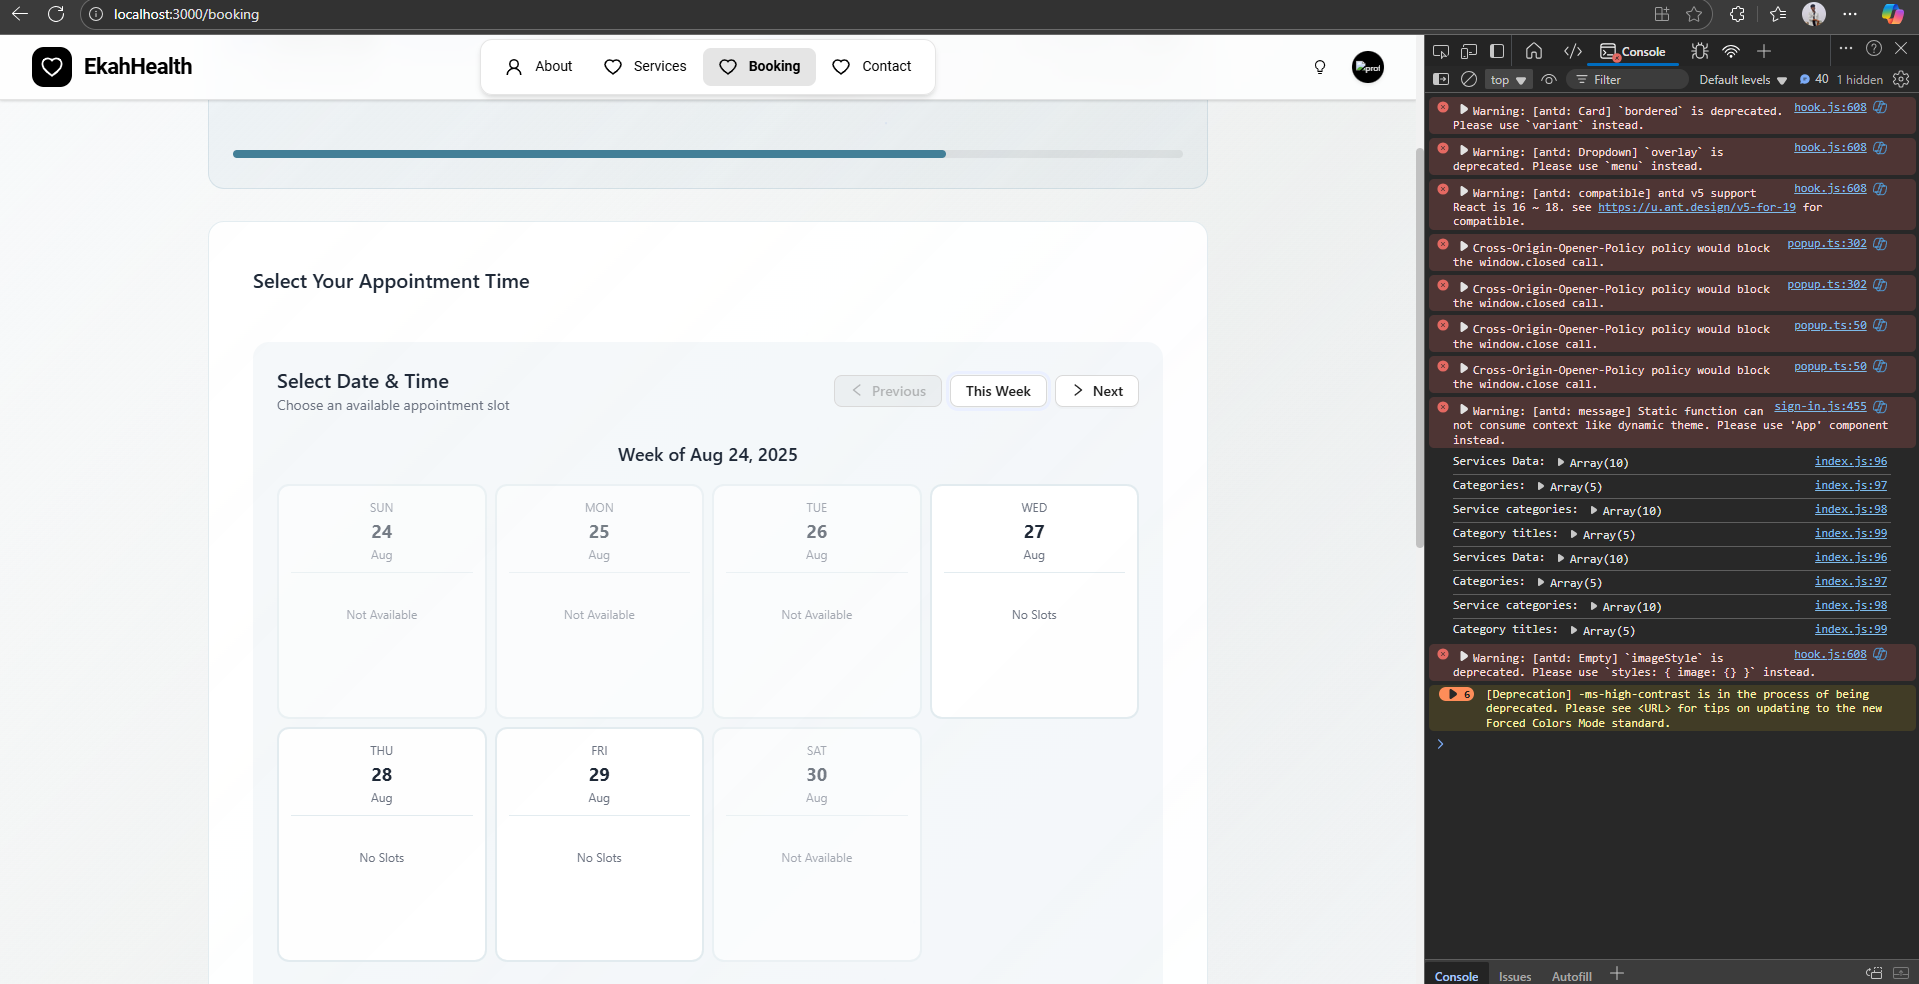 localhost:3000/booking
EkahHealth
About
Services
Booking
Contact
Select Your Appointment Time
Select Date & Time
Choose an available appointment slot
Previous
This Week
Next
Week of Aug 24, 2025
SUN
24
Aug
Not Available
MON
25
Aug
Not Available
TUE
26
Aug
Not Available
WED
27
Aug
No Slots
THU
28
Aug
No Slots
FRI
29
Aug
No Slots
SAT
30
Aug
Not Available
Console
top
Filter
Default levels
40
1 hidden
Warning: [antd: Card] `bordered` is deprecated. hook.js:608
Please use `variant` instead.
Warning: [antd: Dropdown] `overlay` is hook.js:608
deprecated. Please use `menu` instead.
Warning: [antd: compatible] antd v5 support hook.js:608
React is 16 ~ 18. see https://u.ant.design/v5-for-19 for
compatible.
Cross-Origin-Opener-Policy policy would block popup.ts:302
the window.closed call.
Cross-Origin-Opener-Policy policy would block popup.ts:302
the window.closed call.
Cross-Origin-Opener-Policy policy would block popup.ts:50
the window.close call.
Cross-Origin-Opener-Policy policy would block popup.ts:50
the window.close call.
Warning: [antd: message] Static function can sign-in.js:455
not consume context like dynamic theme. Please use 'App' component
instead.
Services Data: Array(10) index.js:96
Categories: Array(5) index.js:97
Service categories: Array(10) index.js:98
Category titles: Array(5) index.js:99
Services Data: Array(10) index.js:96
Categories: Array(5) index.js:97
Service categories: Array(10) index.js:98
Category titles: Array(5) index.js:99
Warning: [antd: Empty] `imageStyle` is hook.js:608
deprecated. Please use `styles: { image: {} }` instead.
6 [Deprecation] -ms-high-contrast is in the process of being
deprecated. Please see <URL> for tips on updating to the new
Forced Colors Mode standard.
Console
Issues
Autofill